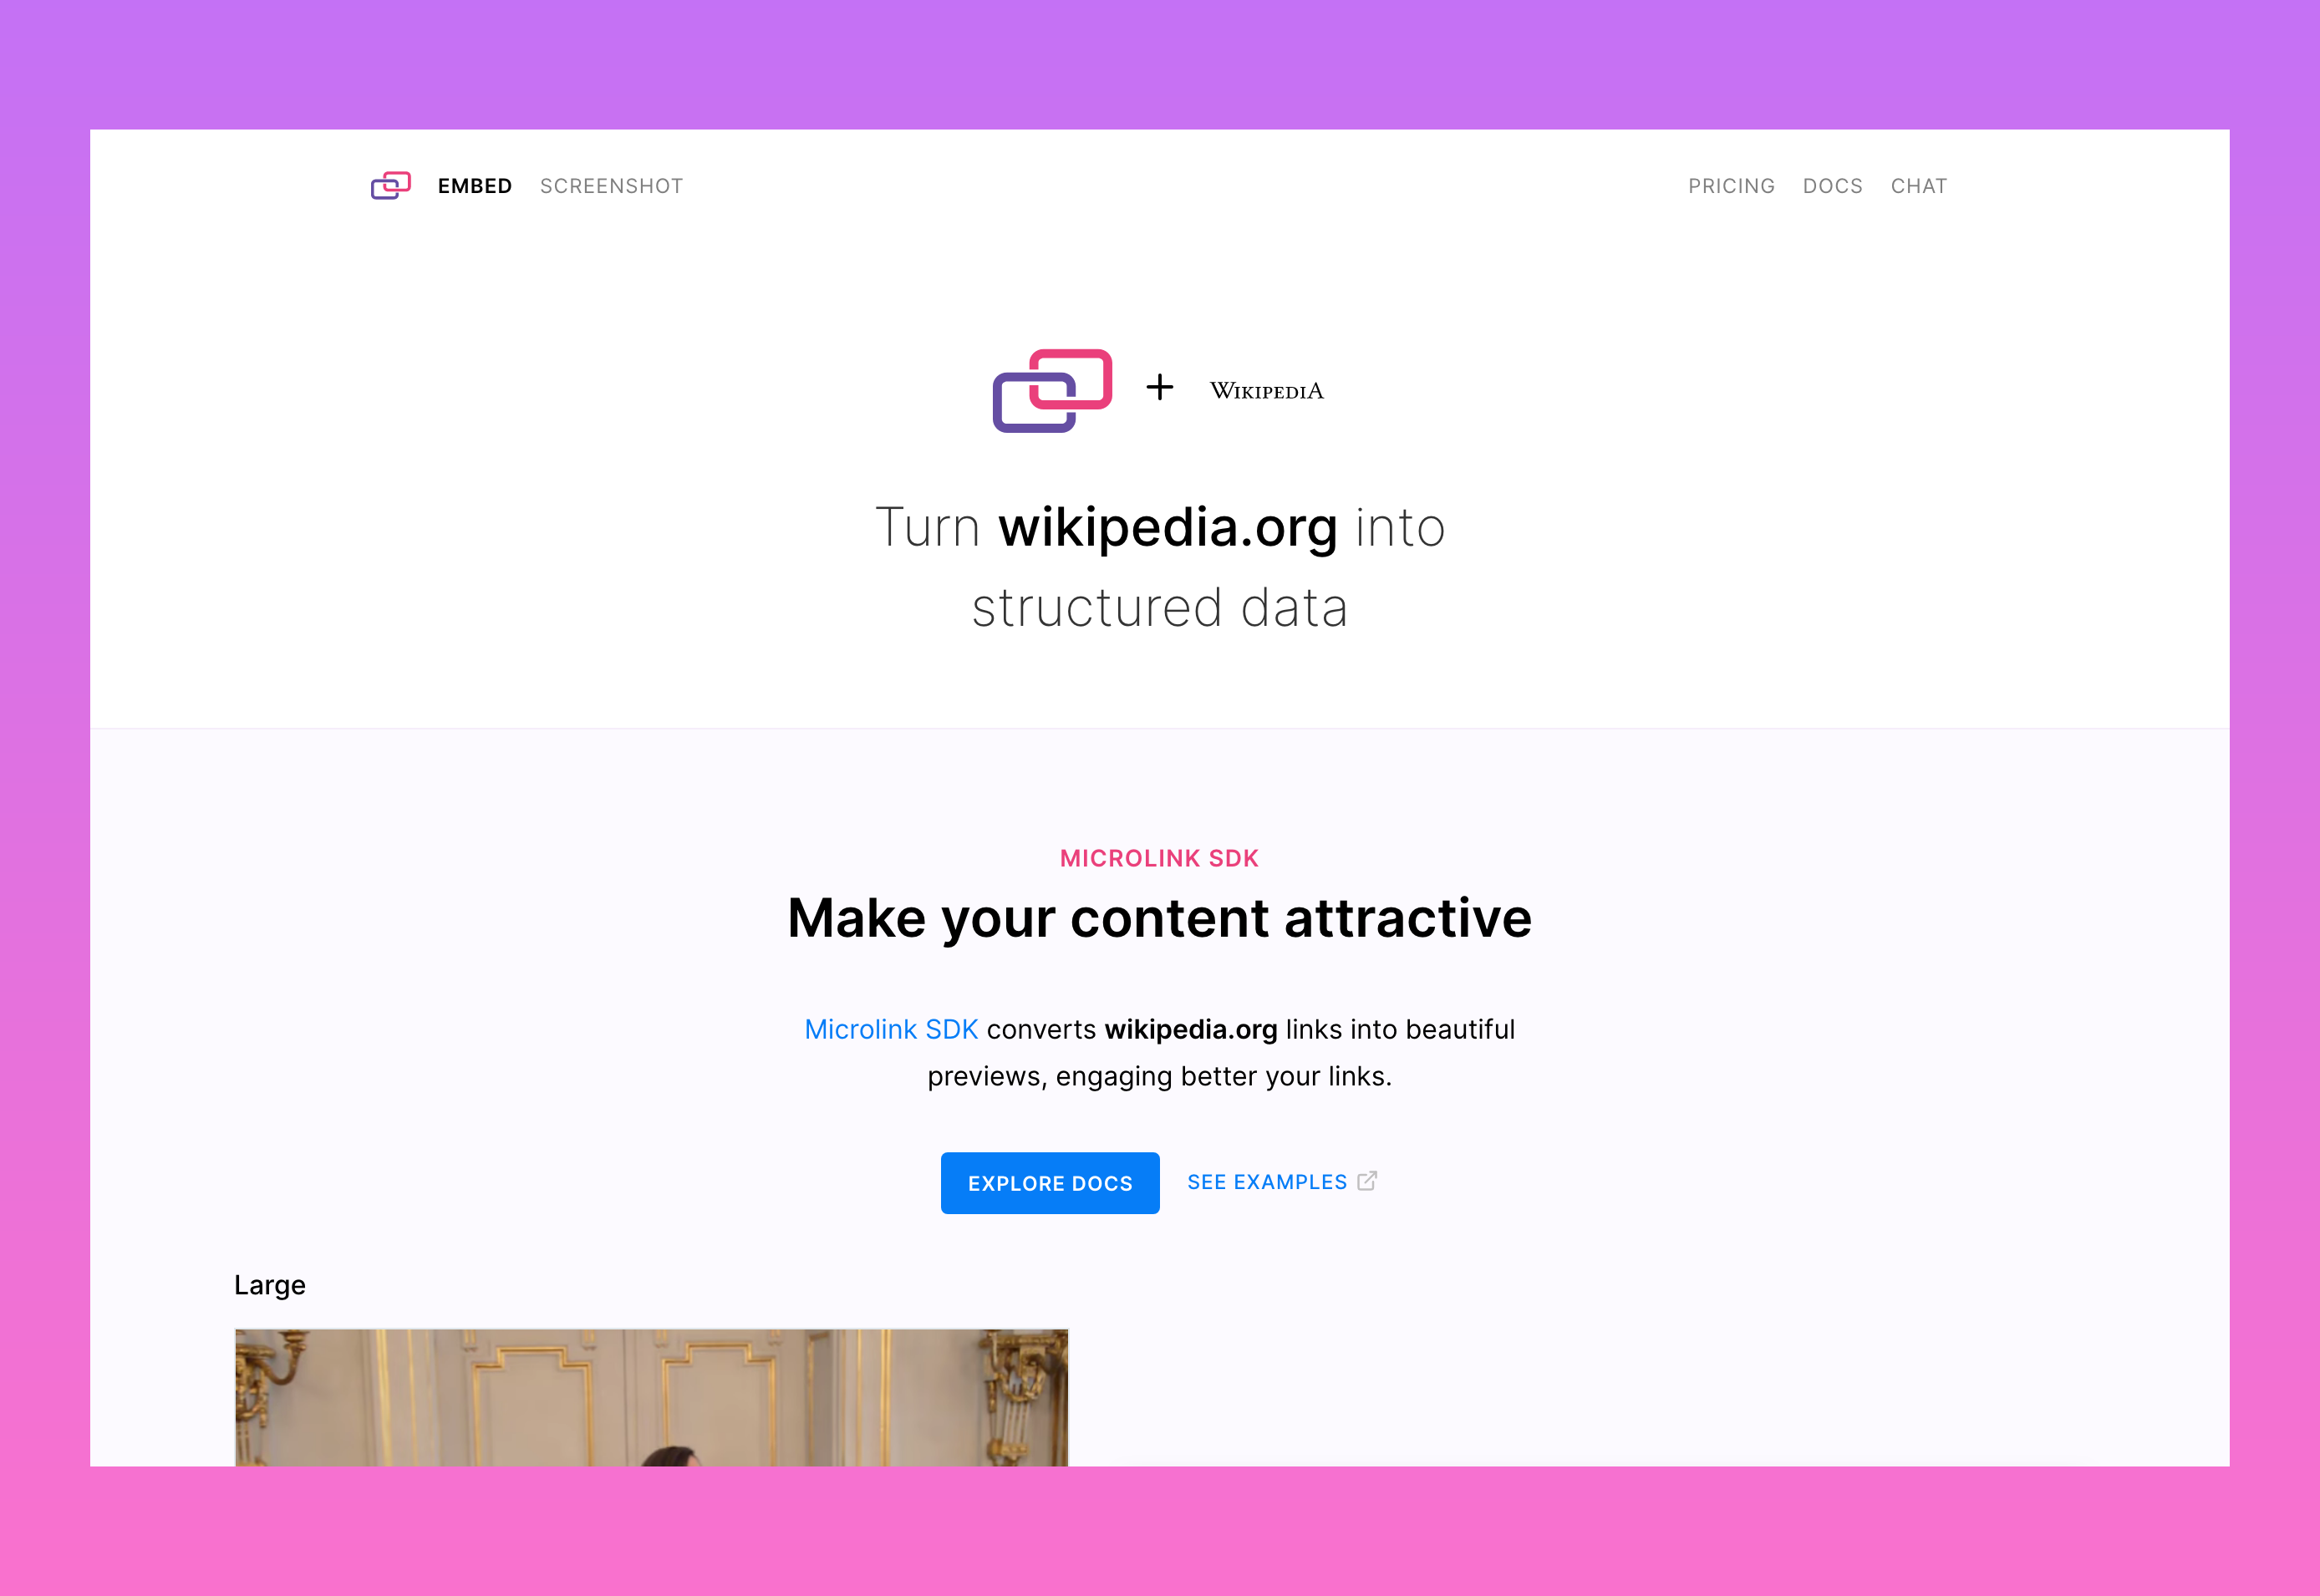 EMBED SCREENSHOT PRICING DOCS CHAT
+ WIKIPEDIA
Turn wikipedia.org into
structured data
MICROLINK SDK
Make your content attractive
Microlink SDK converts wikipedia.org links into beautiful
previews, engaging better your links.
EXPLORE DOCS SEE EXAMPLES
Large